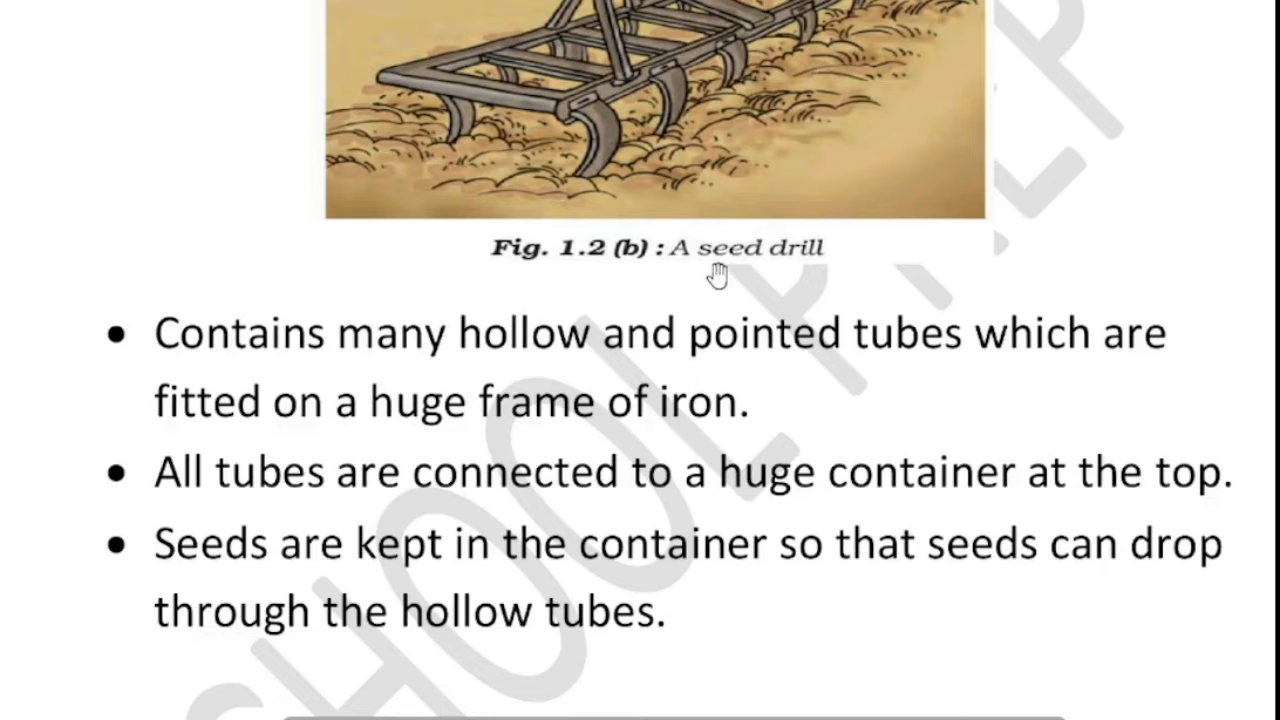 Fig. 1.2 (b) : A seed drill
• Contains many hollow and pointed tubes which are
fitted on a huge frame of iron.
• All tubes are connected to a huge container at the top.
• Seeds are kept in the container so that seeds can drop
through the hollow tubes.